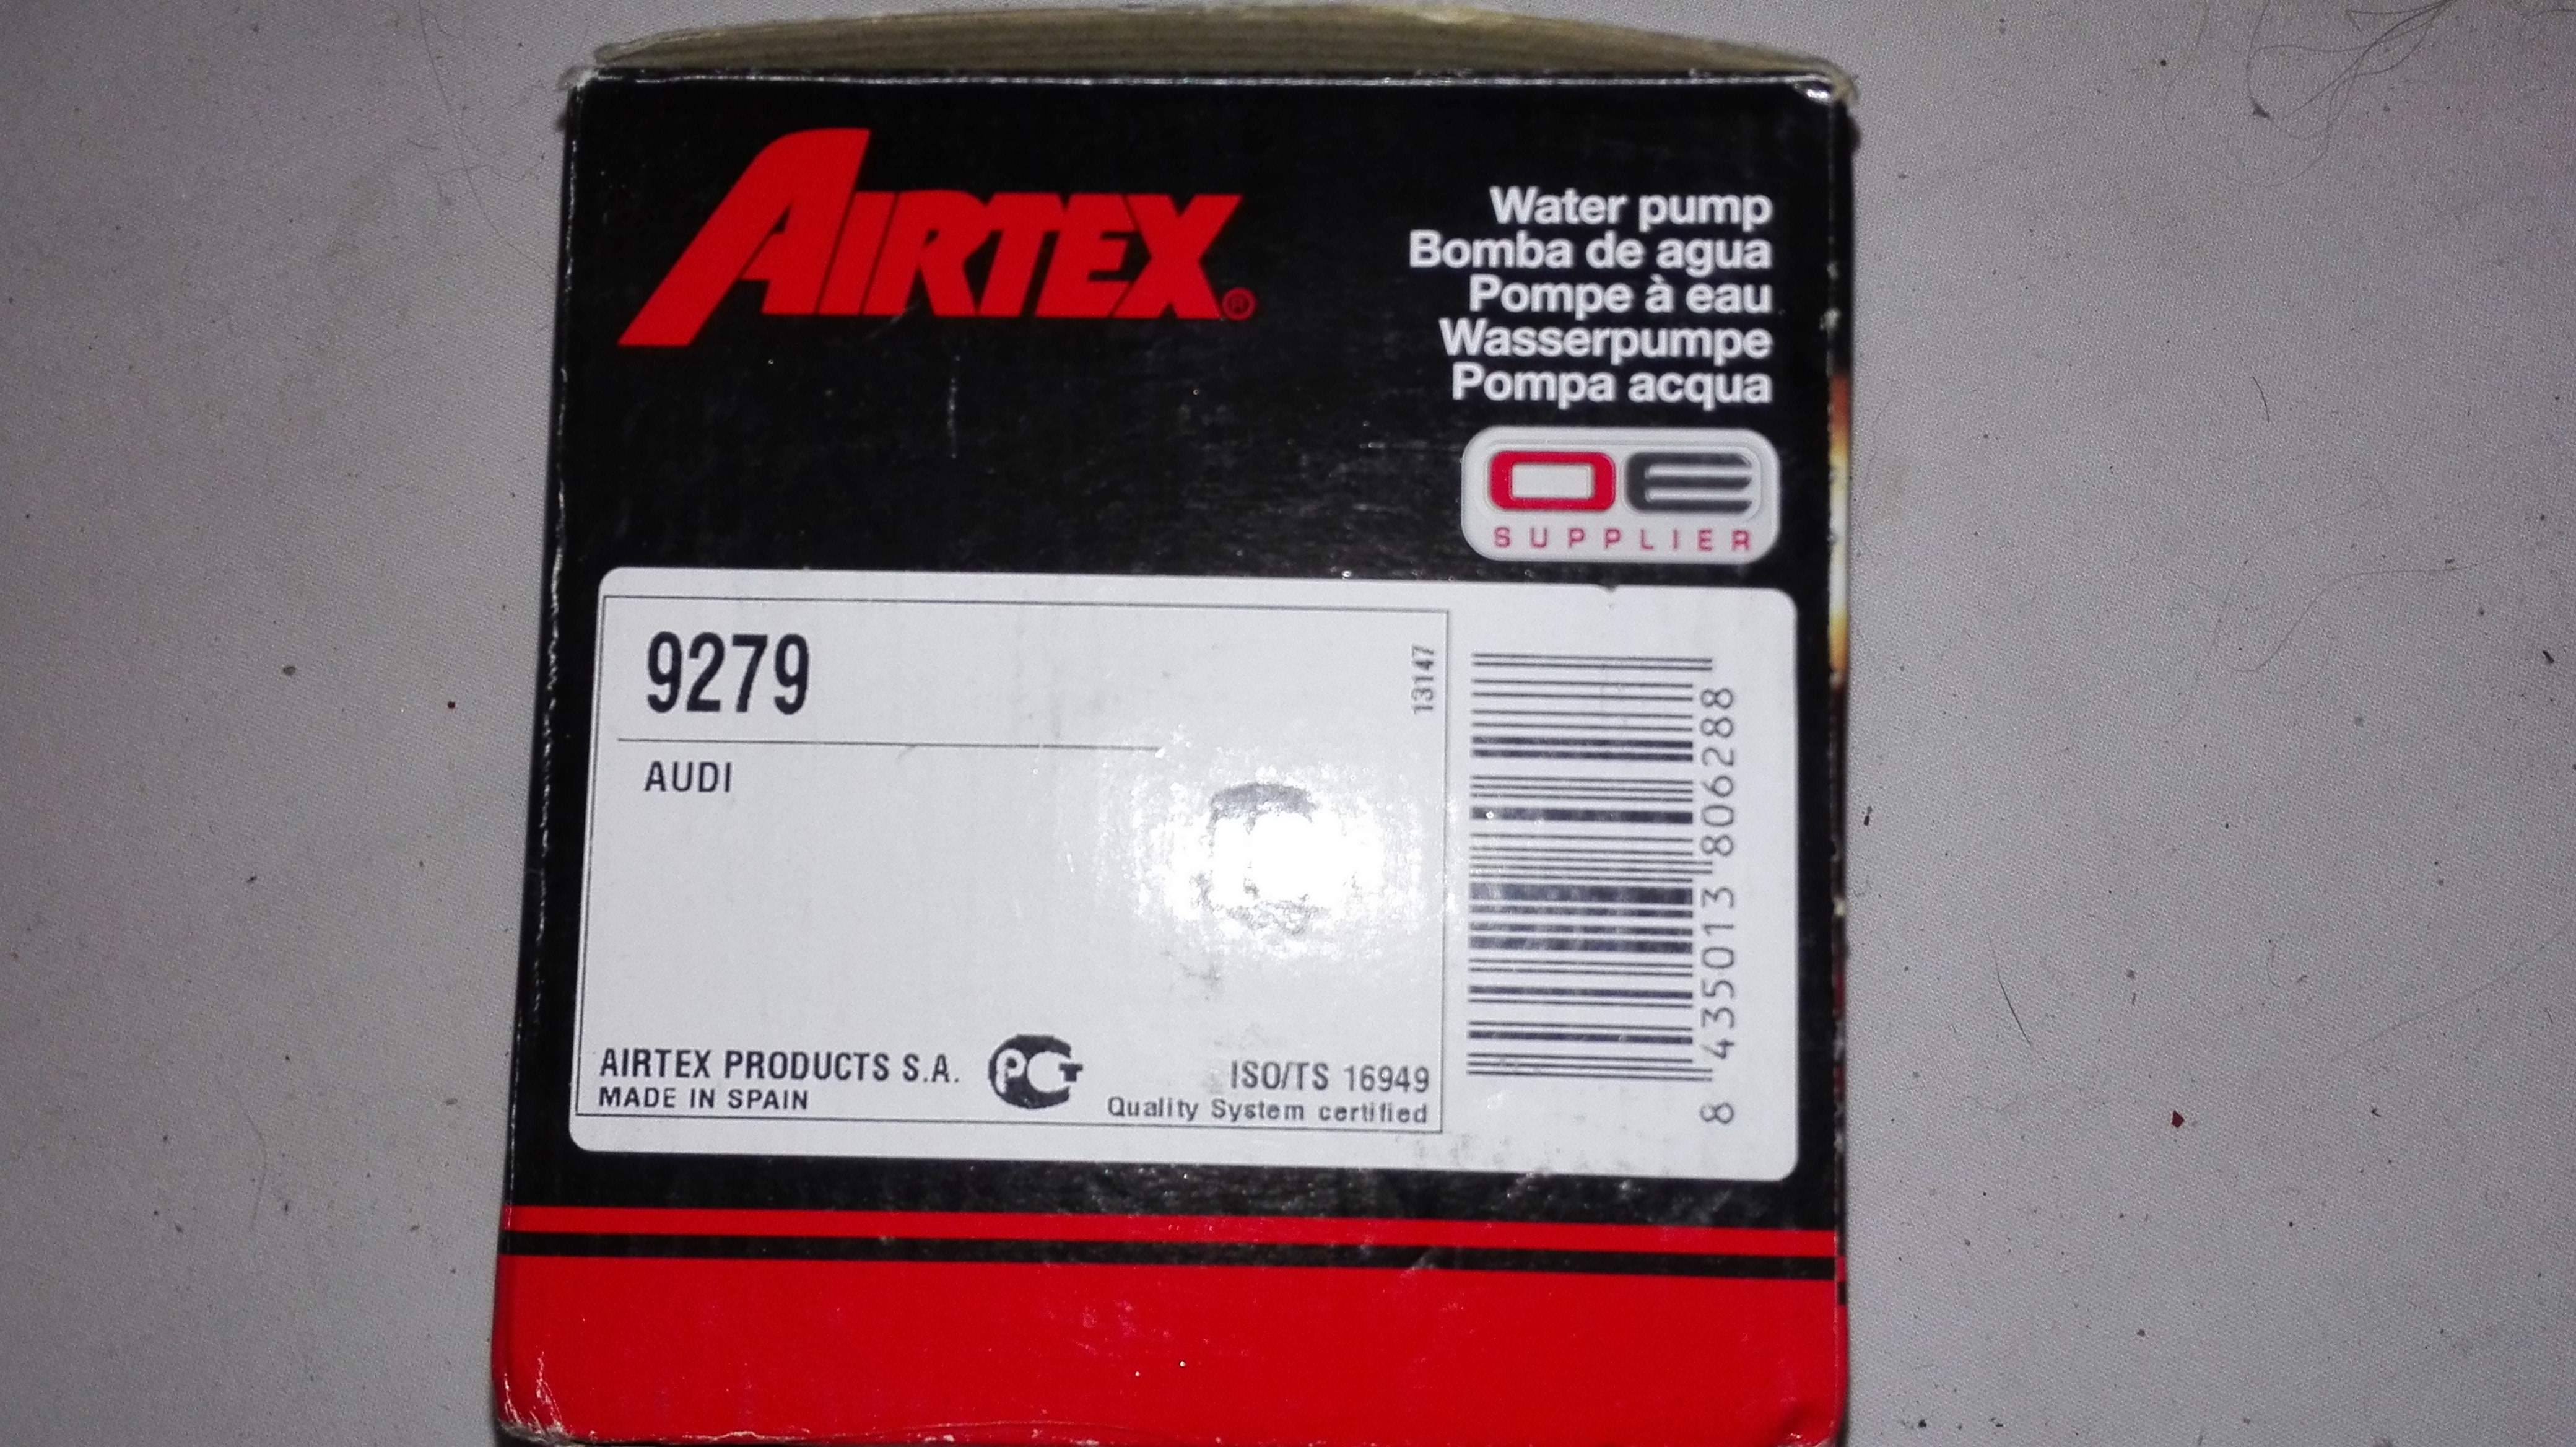 AIRTEX®
Water pump
Bomba de agua
Pompe à eau
Wasserpumpe
Pompa acqua
OE
SUPPLIER
9279
13147
AUDI
AIRTEX PRODUCTS S.A.
MADE IN SPAIN
PCT
ISO/TS 16949
Quality System certified
8 435013 806288